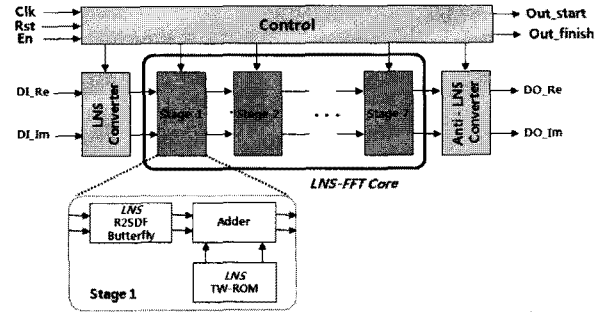 Clk
Rst
En
Control
Out_start
Out_finish
DI_Re
DI_Im
LNS
Converter
Stage 1
Stage 2
...
Stage 7
Anti-LNS
Converter
DO_Re
DO_Im
LNS-FFT Core
LNS
R2SDF
Butterfly
Adder
LNS
TW-ROM
Stage 1